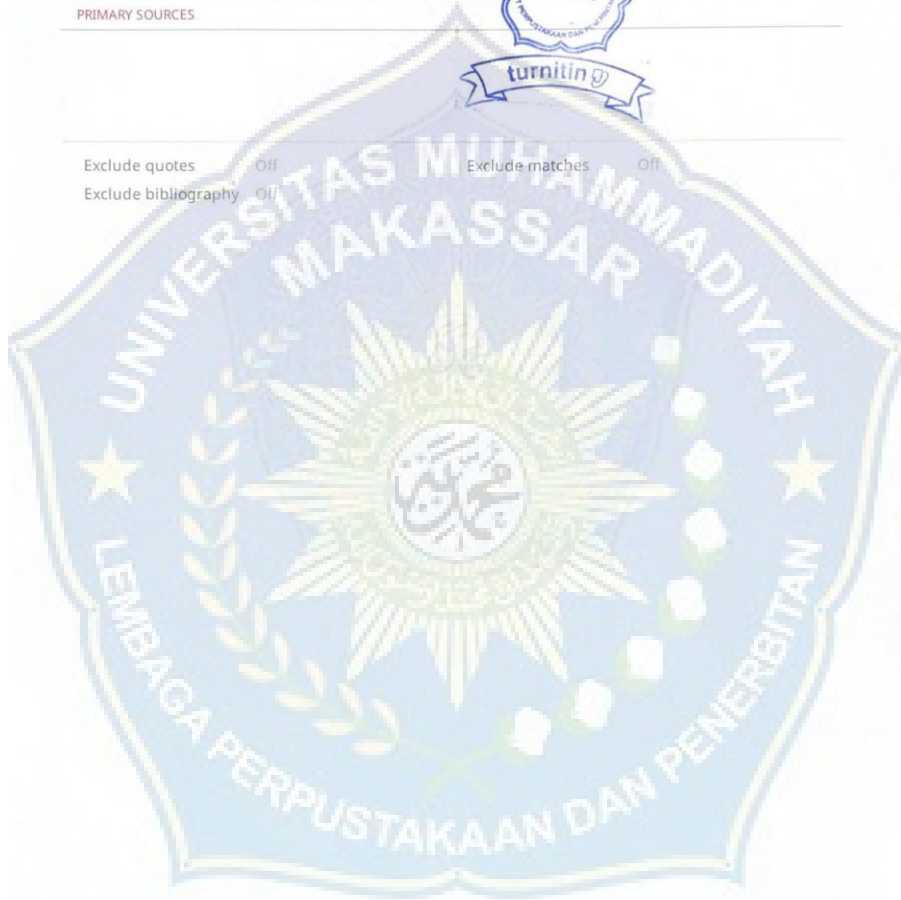 PRIMARY SOURCES
turnitin
Exclude quotes Off Exclude matches Off
Exclude bibliography Off
UNIVERSITAS MUHAMMADIYAH
MAKASSAR
LEMBAGA PERPUSTAKAAN DAN PENERBITAN